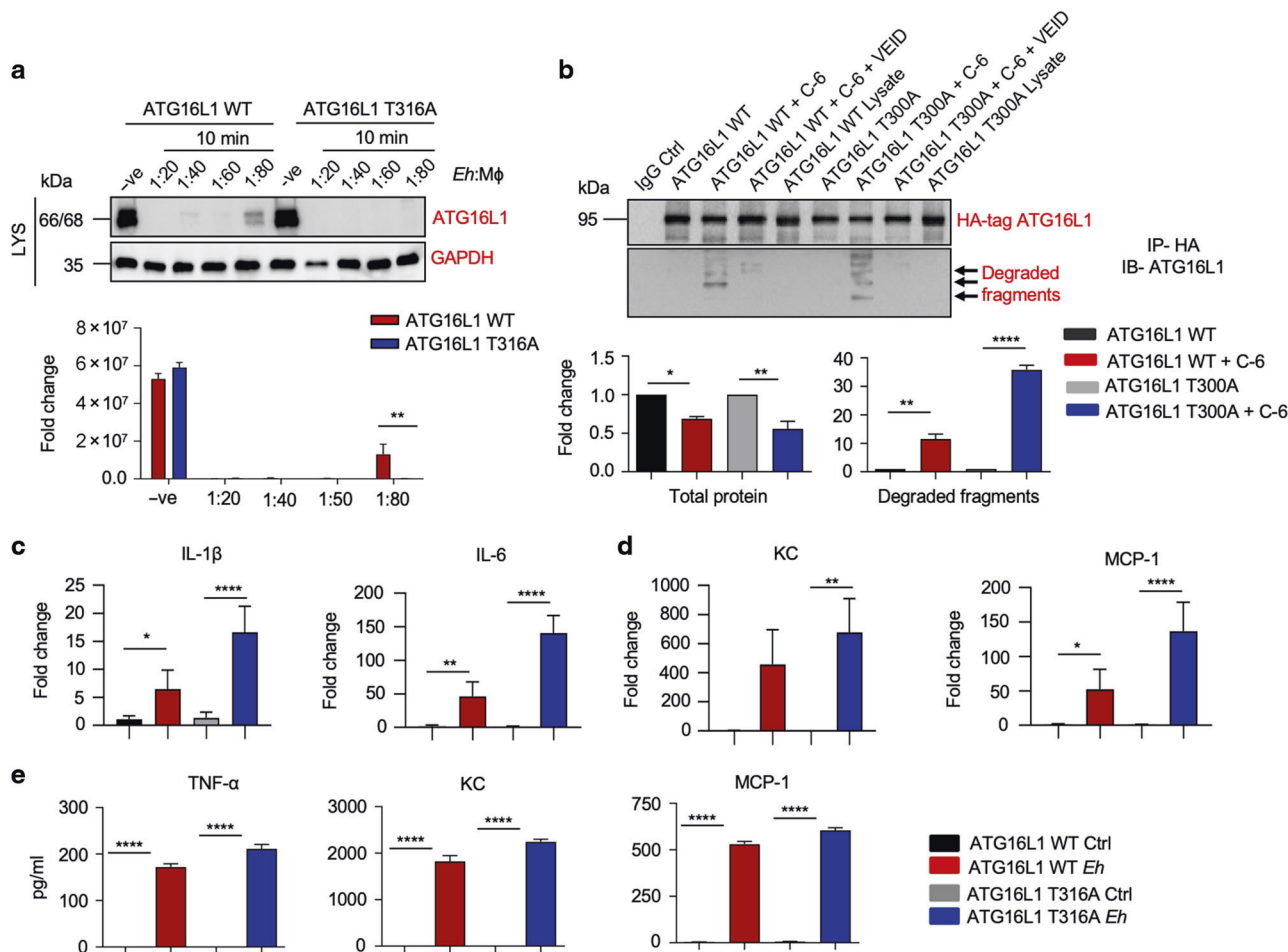 a
ATG16L1 WT ATG16L1 T316A
10 min 10 min
kDa –ve 1:20 1:40 1:60 1:80 –ve 1:20 1:40 1:60 1:80 Eh:Mϕ
LYS
66/68 ATG16L1
35 GAPDH
Fold change
8 × 10⁷
6 × 10⁷
4 × 10⁷
2 × 10⁷
0.0
ATG16L1 WT
ATG16L1 T316A
**
–ve 1:20 1:40 1:50 1:80
b
IgG Ctrl
ATG16L1 WT
ATG16L1 WT + C-6
ATG16L1 WT + C-6 + VEID
ATG16L1 WT Lysate
ATG16L1 T300A
ATG16L1 T300A + C-6
ATG16L1 T300A + C-6 + VEID
ATG16L1 T300A Lysate
kDa
95 HA-tag ATG16L1
Degraded
fragments
IP- HA
IB- ATG16L1
Fold change
1.5
1.0
0.5
0.0
* **
Total protein
40
30
20
10
0
** ****
Degraded fragments
ATG16L1 WT
ATG16L1 WT + C-6
ATG16L1 T300A
ATG16L1 T300A + C-6
c
IL-1β
Fold change
25
20
15
10
5
0
* ****
IL-6
Fold change
200
150
100
50
0
** ****
d
KC
Fold change
1000
800
600
400
200
0
**
MCP-1
Fold change
200
150
100
50
0
* ****
e
TNF-α
pg/ml
300
200
100
0
**** ****
KC
3000
2000
1000
0
**** ****
MCP-1
750
500
250
0
**** ****
ATG16L1 WT Ctrl
ATG16L1 WT Eh
ATG16L1 T316A Ctrl
ATG16L1 T316A Eh